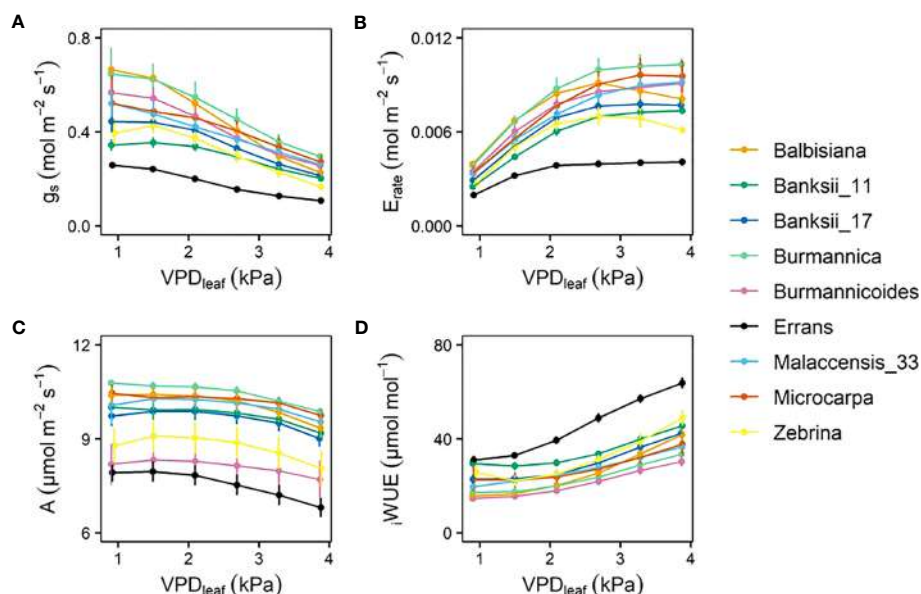 A
0.8
0.4
0.0
gₛ (mol m⁻² s⁻¹)
1 2 3 4
VPDleaf (kPa)
B
0.012
0.006
0.000
Erate (mol m⁻² s⁻¹)
1 2 3 4
VPDleaf (kPa)
C
12
9
6
A (µmol m⁻² s⁻¹)
1 2 3 4
VPDleaf (kPa)
D
80
40
0
ᵢWUE (µmol mol⁻¹)
1 2 3 4
VPDleaf (kPa)
Balbisiana
Banksii_11
Banksii_17
Burmannica
Burmannicoides
Errans
Malaccensis_33
Microcarpa
Zebrina